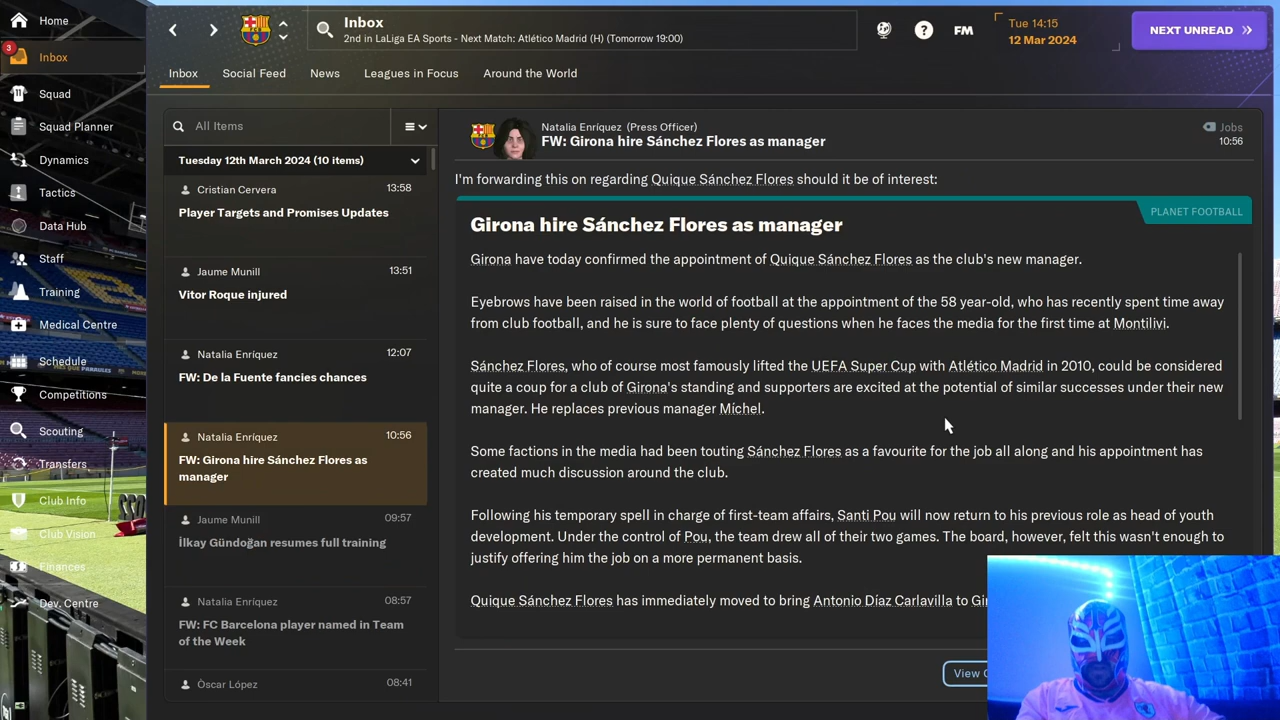 Home
3
Inbox
Squad
Squad Planner
Dynamics
Tactics
Data Hub
Staff
Training
Medical Centre
Schedule
Competitions
Scouting
Transfers
Club Info
Club Vision
Finances
Dev. Centre
Inbox
2nd in LaLiga EA Sports - Next Match: Atlético Madrid (H) (Tomorrow 19:00)
?
FM
Tue 14:15
12 Mar 2024
NEXT UNREAD
Inbox
Social Feed
News
Leagues in Focus
Around the World
All Items
Tuesday 12th March 2024 (10 items)
Cristian Cervera 13:58
Player Targets and Promises Updates
Jaume Munill 13:51
Vitor Roque injured
Natalia Enríquez 12:07
FW: De la Fuente fancies chances
Natalia Enríquez 10:56
FW: Girona hire Sánchez Flores as
manager
Jaume Munill 09:57
İlkay Gündoğan resumes full training
Natalia Enríquez 08:57
FW: FC Barcelona player named in Team
of the Week
Òscar López 08:41
Natalia Enríquez (Press Officer)
FW: Girona hire Sánchez Flores as manager
Jobs
10:56
I'm forwarding this on regarding Quique Sánchez Flores should it be of interest:
PLANET FOOTBALL
Girona hire Sánchez Flores as manager
Girona have today confirmed the appointment of Quique Sánchez Flores as the club's new manager.
Eyebrows have been raised in the world of football at the appointment of the 58 year-old, who has recently spent time away
from club football, and he is sure to face plenty of questions when he faces the media for the first time at Montilivi.
Sánchez Flores, who of course most famously lifted the UEFA Super Cup with Atlético Madrid in 2010, could be considered
quite a coup for a club of Girona's standing and supporters are excited at the potential of similar successes under their new
manager. He replaces previous manager Míchel.
Some factions in the media had been touting Sánchez Flores as a favourite for the job all along and his appointment has
created much discussion around the club.
Following his temporary spell in charge of first-team affairs, Santi Pou will now return to his previous role as head of youth
development. Under the control of Pou, the team drew all of their two games. The board, however, felt this wasn't enough to
justify offering him the job on a more permanent basis.
Quique Sánchez Flores has immediately moved to bring Antonio Díaz Carlavilla to
View